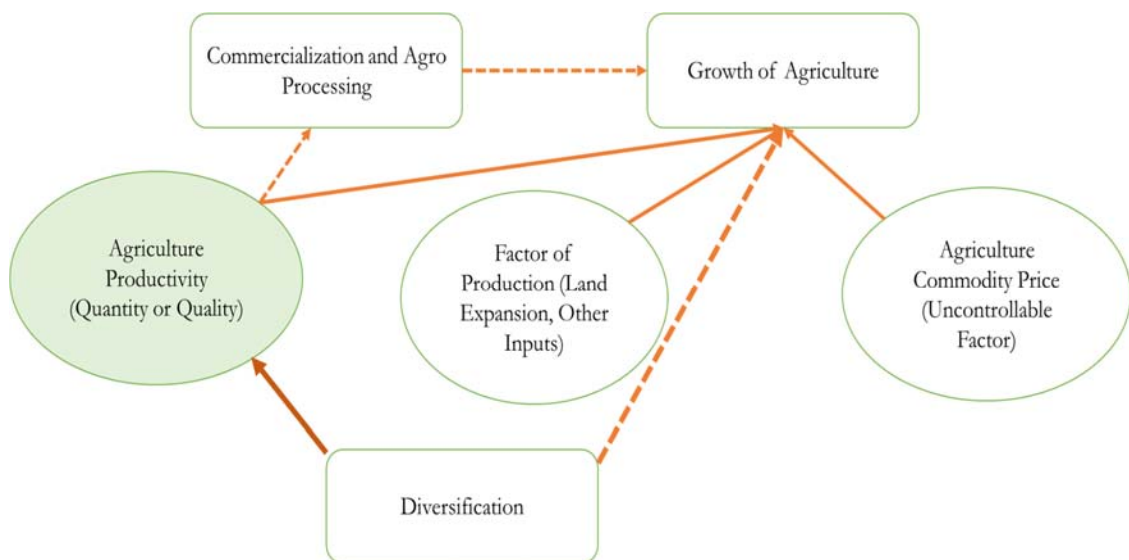 Commercialization and Agro
Processing
Growth of Agriculture
Agriculture
Productivity
(Quantity or Quality)
Factor of
Production (Land
Expansion, Other
Inputs)
Agriculture
Commodity Price
(Uncontrollable
Factor)
Diversification